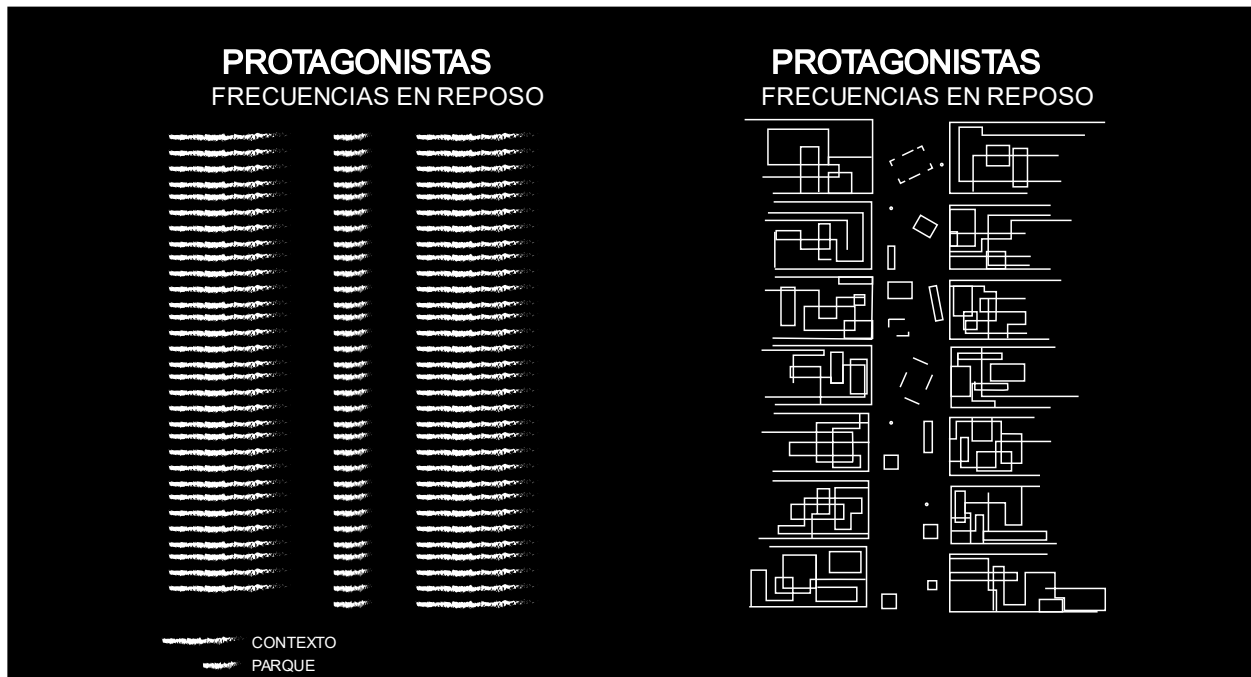 PROTAGONISTAS
FRECUENCIAS EN REPOSO
CONTEXTO
PARQUE
PROTAGONISTAS
FRECUENCIAS EN REPOSO